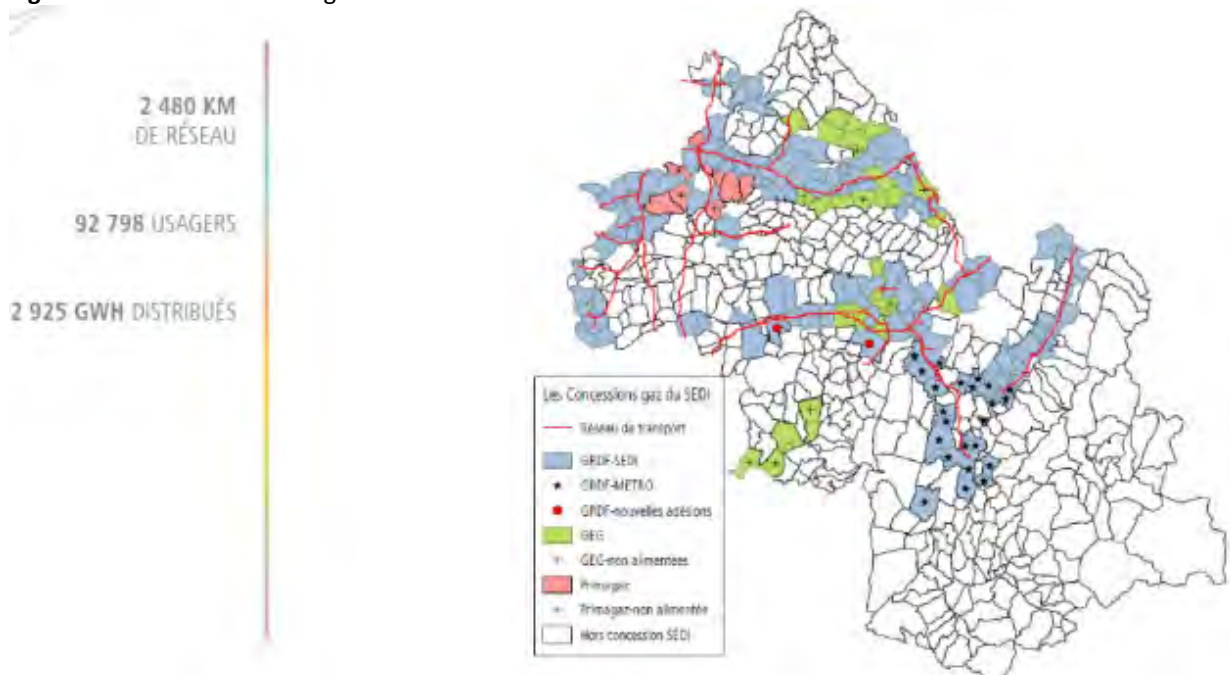 2 480 KM
DE RÉSEAU
92 798 USAGERS
2 925 GWH DISTRIBUÉS
Les Concessions gaz du SEDI
Réseau de transport
GRDF-SEDI
GRDF-METRO
GRDF-nouvelles adésions
GEG
GEG-non alimentées
Primagaz
Primagaz-non alimentée
Hors concession SEDI